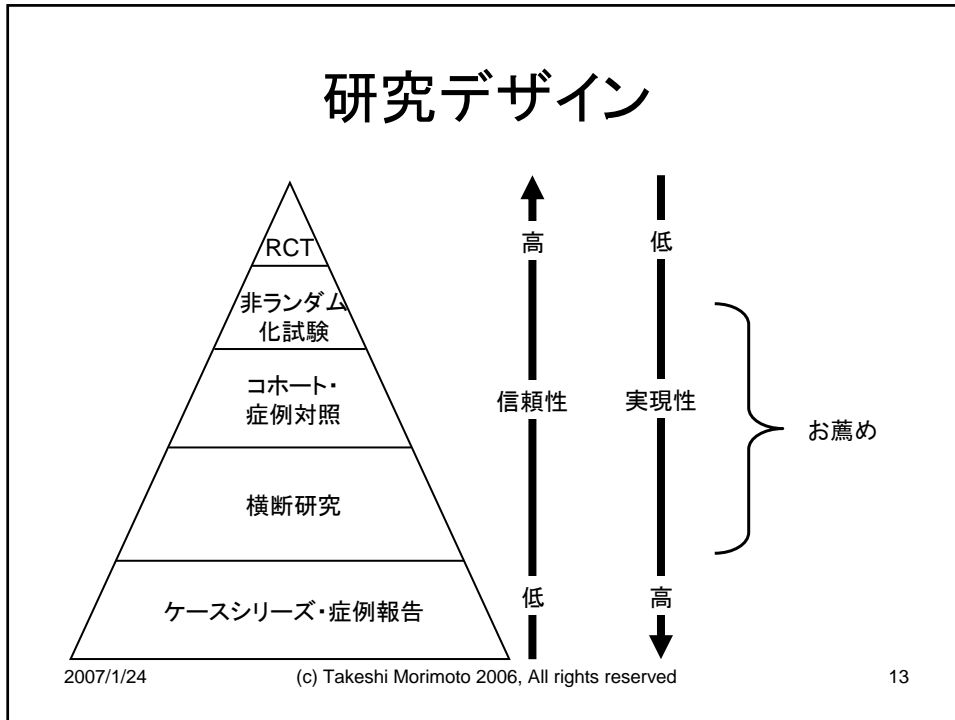 研究デザイン
RCT
非ランダム
化試験
コホート・
症例対照
横断研究
ケースシリーズ・症例報告
高
信頼性
低
低
実現性
高
お薦め
2007/1/24
(c) Takeshi Morimoto 2006, All rights reserved
13